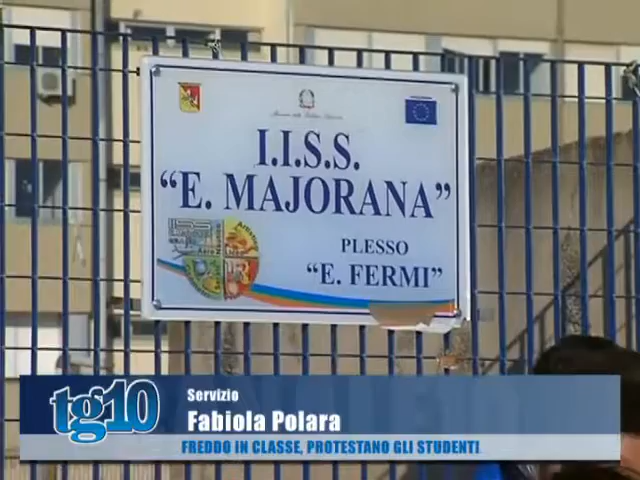 I.I.S.S.
“E. MAJORANA”
PLESSO
“E. FERMI”
tg10
Servizio
Fabiola Polara
FREDDO IN CLASSE, PROTESTANO GLI STUDENTI